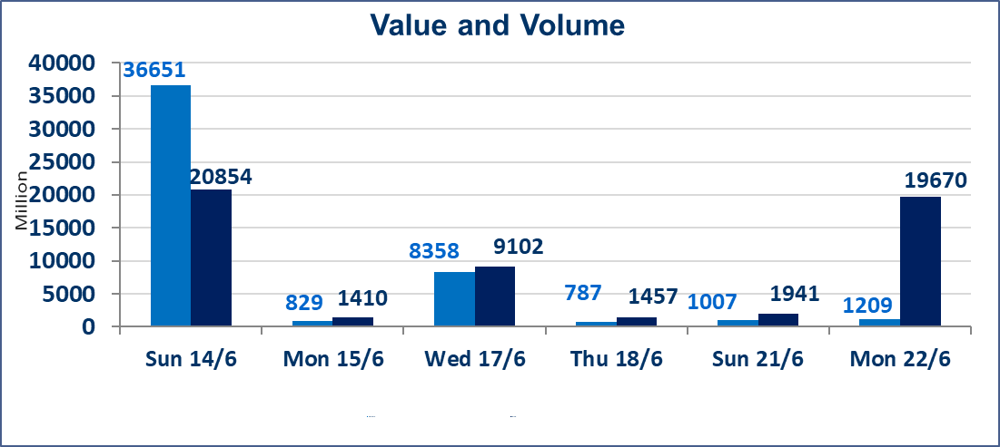 Value and Volume
40000
35000
30000
25000
20000
15000
10000
5000
0
Million
36651
20854
829
1410
8358
9102
787
1457
1007
1941
1209
19670
Sun 14/6
Mon 15/6
Wed 17/6
Thu 18/6
Sun 21/6
Mon 22/6